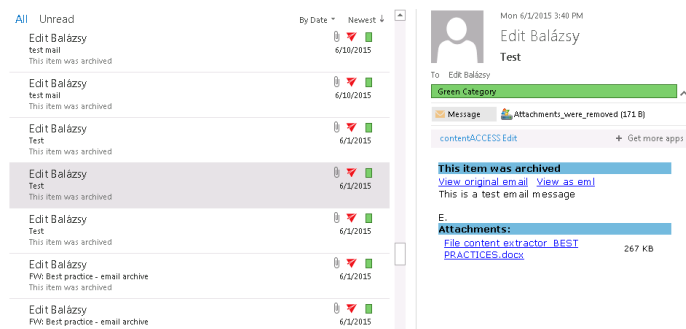 All Unread By Date Newest
Edit Balázsy
test mail 6/10/2015
This item was archived
Edit Balázsy
test mail 6/10/2015
This item was archived
Edit Balázsy
Test 6/1/2015
This item was archived
Edit Balázsy
Test 6/1/2015
This item was archived
Edit Balázsy
Test 6/1/2015
This item was archived
Edit Balázsy
FW: Best practice - email archive 6/1/2015
This item was archived
Edit Balázsy
FW: Best practice - email archive 6/1/2015
Mon 6/1/2015 3:40 PM
Edit Balázsy
Test
To Edit Balázsy
Green Category
Message Attachments_were_removed (171 B)
contentACCESS Edit + Get more apps
This item was archived
View original email View as eml
This is a test email message
E.
Attachments:
File content extractor_BEST 267 KB
PRACTICES.docx